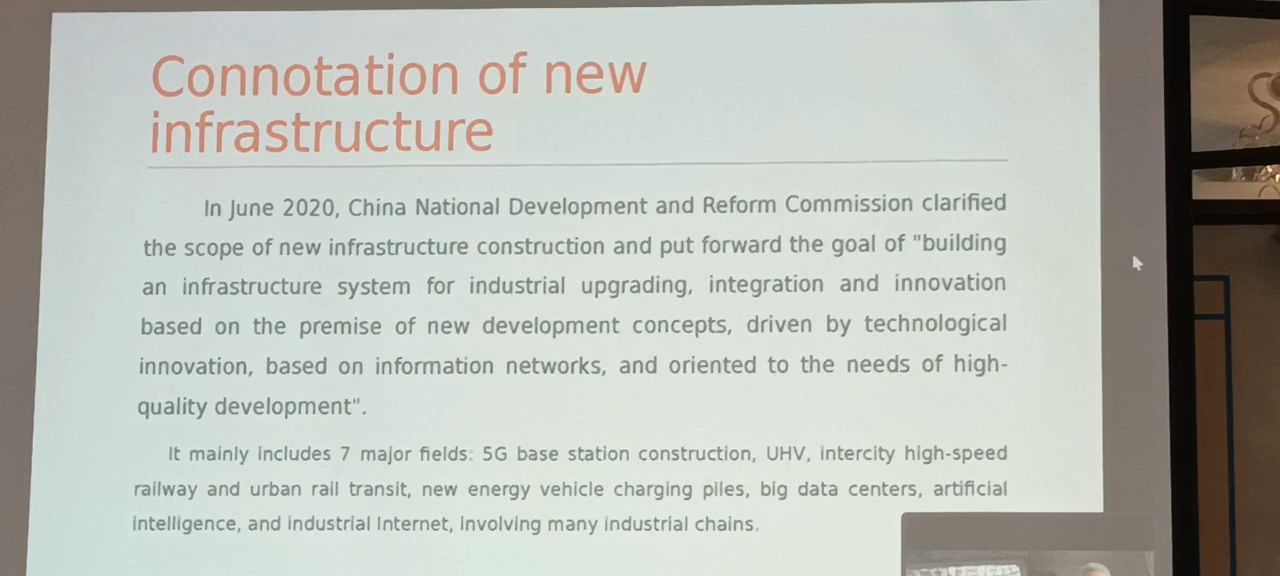 Connotation of new
infrastructure
In June 2020, China National Development and Reform Commission clarified
the scope of new infrastructure construction and put forward the goal of "building
an infrastructure system for industrial upgrading, integration and innovation
based on the premise of new development concepts, driven by technological
innovation, based on information networks, and oriented to the needs of high-
quality development".
It mainly includes 7 major fields: 5G base station construction, UHV, intercity high-speed
railway and urban rail transit, new energy vehicle charging piles, big data centers, artificial
intelligence, and industrial Internet, involving many industrial chains.